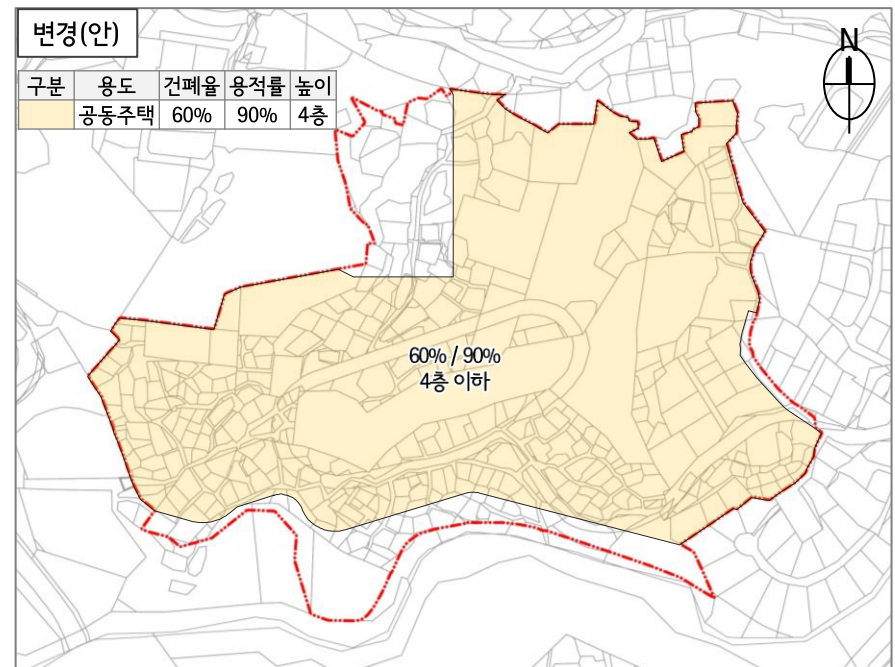 변경(안)
N
구분 용도 건폐율 용적률 높이
공동주택 60% 90% 4층
60% / 90%
4층 이하